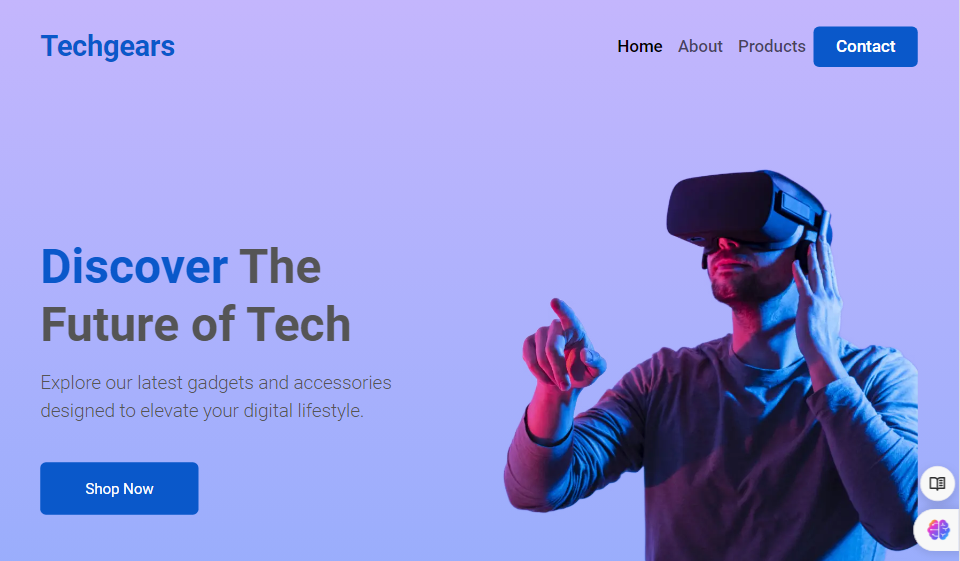 Techgears
Home About Products Contact
Discover The
Future of Tech
Explore our latest gadgets and accessories
designed to elevate your digital lifestyle.
Shop Now